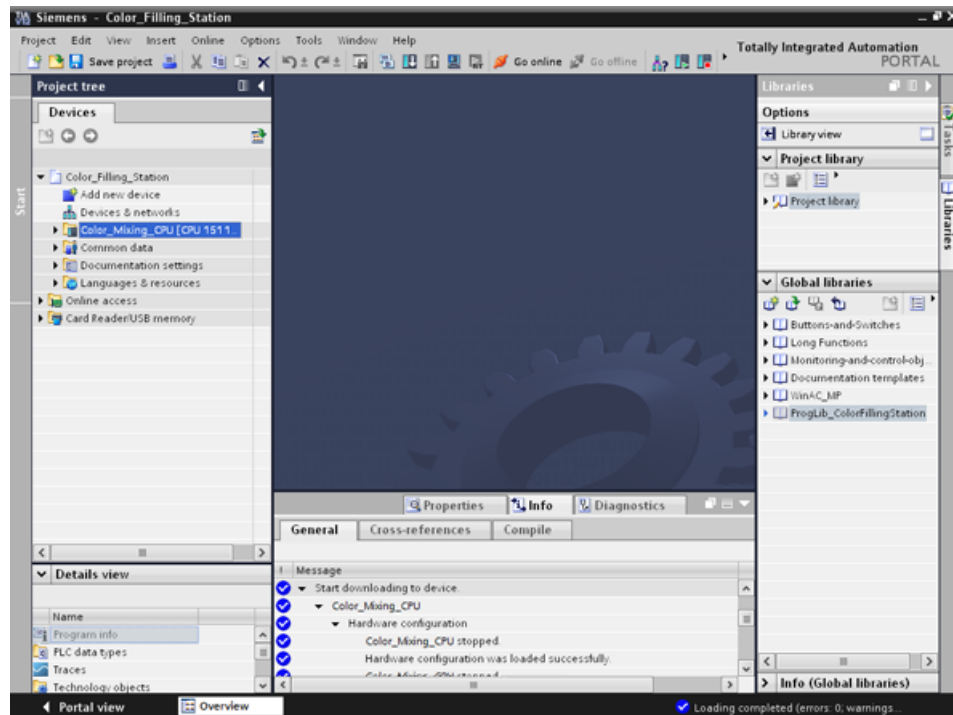 Siemens - Color_Filling_Station
Project Edit View Insert Online Options Tools Window Help
Totally Integrated Automation
PORTAL
Save project
Go online
Go offline
Project tree
Devices
Start
Color_Filling_Station
Add new device
Devices & networks
Color_Mixing_CPU [CPU 1511..
Common data
Documentation settings
Languages & resources
Online access
Card Reader/USB memory
Details view
Name
Program info
PLC data types
Traces
Technology objects
Properties
Info
Diagnostics
General
Cross-references
Compile
! Message
Start downloading to device.
Color_Mixing_CPU
Hardware configuration
Color_Mixing_CPU stopped.
Hardware configuration was loaded successfully.
Libraries
Options
Library view
Project library
Project library
Global libraries
Buttons-and-Switches
Long Functions
Monitoring-and-control-obj...
Documentation templates
WinAC_MP
ProgLib_ColorFillingStation
Info (Global libraries)
Tasks
Libraries
Portal view
Overview
Loading completed (errors: 0; warnings...